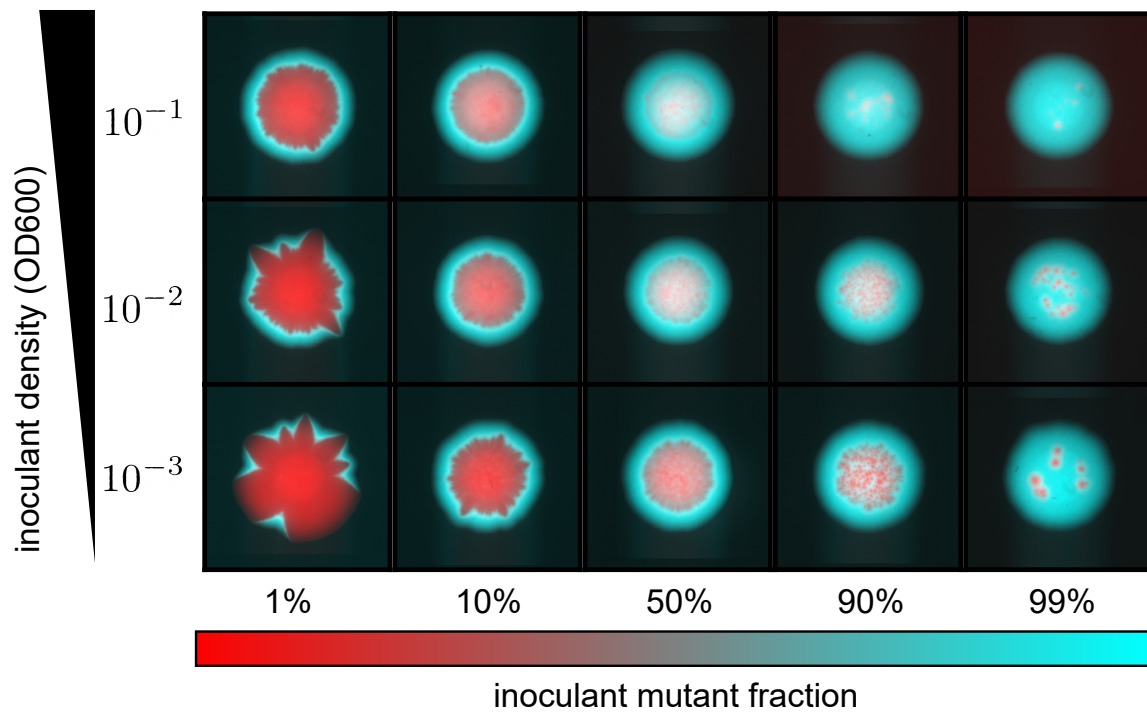 inoculant density (OD600)
10⁻¹
10⁻²
10⁻³
1% 10% 50% 90% 99%
inoculant mutant fraction